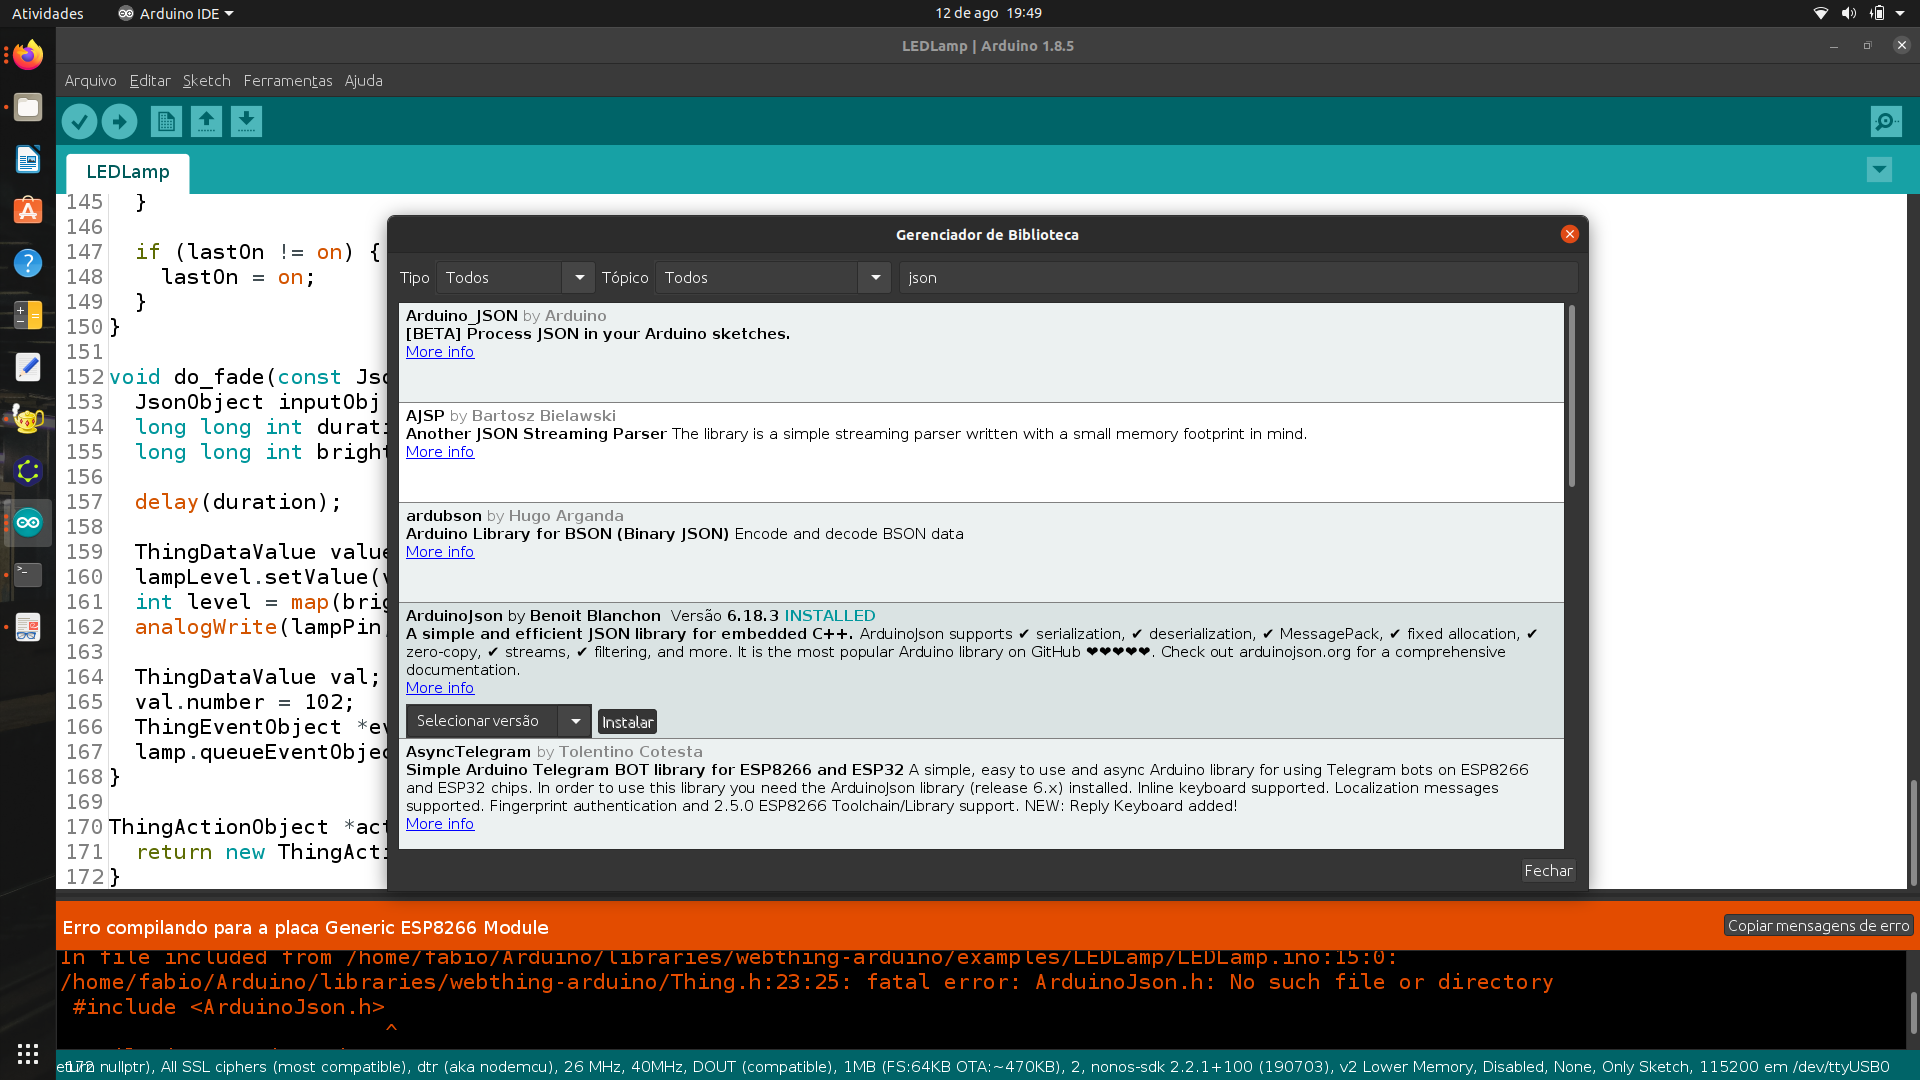 Atividades
Arduino IDE
12 de ago 19:49
LEDLamp | Arduino 1.8.5
Arquivo Editar Sketch Ferramentas Ajuda
LEDLamp
145 }
146
147 if (lastOn != on) {
148 lastOn = on;
149 }
150 }
151
152 void do_fade(const Jso
153 JsonObject inputObj
154 long long int durati
155 long long int bright
156
157 delay(duration);
158
159 ThingDataValue value
160 lampLevel.setValue(v
161 int level = map(brig
162 analogWrite(lampPin,
163
164 ThingDataValue val;
165 val.number = 102;
166 ThingEventObject *ev
167 lamp.queueEventObjec
168 }
169
170 ThingActionObject *act
171 return new ThingActi
172 }
Gerenciador de Biblioteca
Tipo Todos Tópico Todos json
Arduino_JSON by Arduino
[BETA] Process JSON in your Arduino sketches.
More info
AJSP by Bartosz Bielawski
Another JSON Streaming Parser The library is a simple streaming parser written with a small memory footprint in mind.
More info
ardubson by Hugo Arganda
Arduino Library for BSON (Binary JSON) Encode and decode BSON data
More info
ArduinoJson by Benoit Blanchon Versão 6.18.3 INSTALLED
A simple and efficient JSON library for embedded C++. ArduinoJson supports ✔ serialization, ✔ deserialization, ✔ MessagePack, ✔ fixed allocation, ✔
zero-copy, ✔ streams, ✔ filtering, and more. It is the most popular Arduino library on GitHub ❤❤❤❤❤. Check out arduinojson.org for a comprehensive
documentation.
More info
Selecionar versão Instalar
AsyncTelegram by Tolentino Cotesta
Simple Arduino Telegram BOT library for ESP8266 and ESP32 A simple, easy to use and async Arduino library for using Telegram bots on ESP8266
and ESP32 chips. In order to use this library you need the ArduinoJson library (release 6.x) installed. Inline keyboard supported. Localization messages
supported. Fingerprint authentication and 2.5.0 ESP8266 Toolchain/Library support. NEW: Reply Keyboard added!
More info
Fechar
Erro compilando para a placa Generic ESP8266 Module
Copiar mensagens de erro
In file included from /home/fabio/Arduino/libraries/webthing-arduino/examples/LEDLamp/LEDLamp.ino:15:0:
/home/fabio/Arduino/libraries/webthing-arduino/Thing.h:23:25: fatal error: ArduinoJson.h: No such file or directory
#include <ArduinoJson.h>
^
172 nullptr), All SSL ciphers (most compatible), dtr (aka nodemcu), 26 MHz, 40MHz, DOUT (compatible), 1MB (FS:64KB OTA:~470KB), 2, nonos-sdk 2.2.1+100 (190703), v2 Lower Memory, Disabled, None, Only Sketch, 115200 em /dev/ttyUSB0